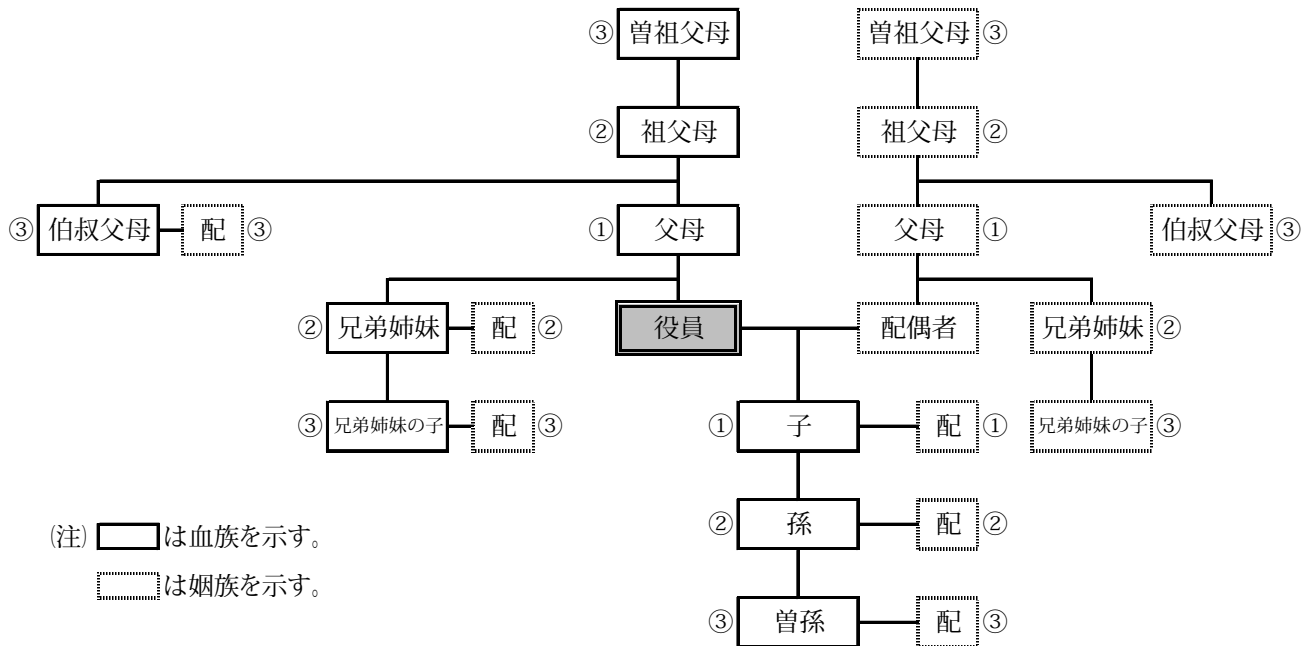 ③ 曽祖父母 曽祖父母 ③
② 祖父母 祖父母 ②
③ 伯叔父母 配 ③ ① 父母 父母 ① 伯叔父母 ③
② 兄弟姉妹 配 ② 役員 配偶者 兄弟姉妹 ②
③ 兄弟姉妹の子 配 ③ ① 子 配 ① 兄弟姉妹の子 ③
② 孫 配 ②
③ 曽孫 配 ③
(注) は血族を示す。
は姻族を示す。